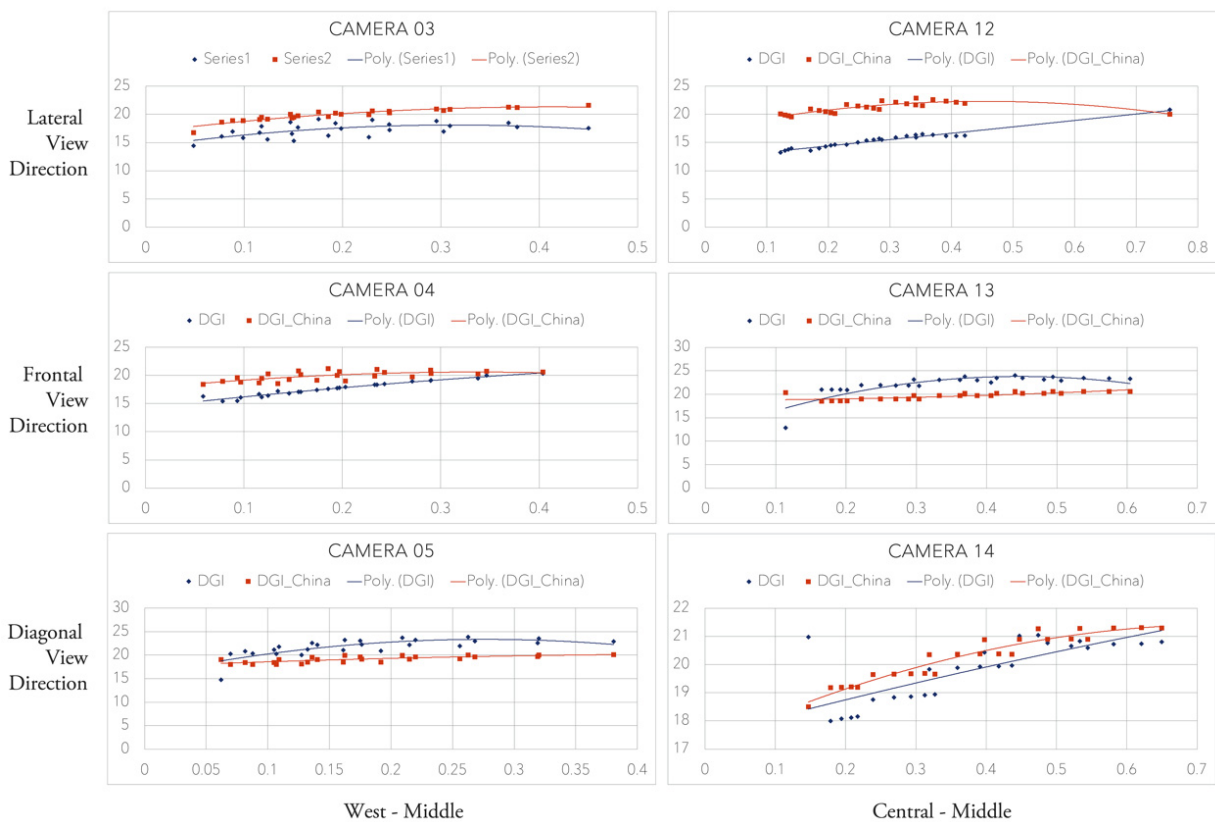 CAMERA 03
Series1 Series2 Poly. (Series1) Poly. (Series2)
25
20
15
10
5
0
0 0.1 0.2 0.3 0.4 0.5
CAMERA 12
DGI DGI_China Poly. (DGI) Poly. (DGI_China)
25
20
15
10
5
0
0 0.1 0.2 0.3 0.4 0.5 0.6 0.7 0.8
Lateral
View
Direction
CAMERA 04
DGI DGI_China Poly. (DGI) Poly. (DGI_China)
25
20
15
10
5
0
0 0.1 0.2 0.3 0.4 0.5
CAMERA 13
DGI DGI_China Poly. (DGI) Poly. (DGI_China)
30
25
20
15
10
5
0
0 0.1 0.2 0.3 0.4 0.5 0.6 0.7
Frontal
View
Direction
CAMERA 05
DGI DGI_China Poly. (DGI) Poly. (DGI_China)
30
25
20
15
10
5
0
0 0.05 0.1 0.15 0.2 0.25 0.3 0.35 0.4
CAMERA 14
DGI DGI_China Poly. (DGI) Poly. (DGI_China)
22
21
20
19
18
17
0 0.1 0.2 0.3 0.4 0.5 0.6 0.7
Diagonal
View
Direction
West - Middle
Central - Middle